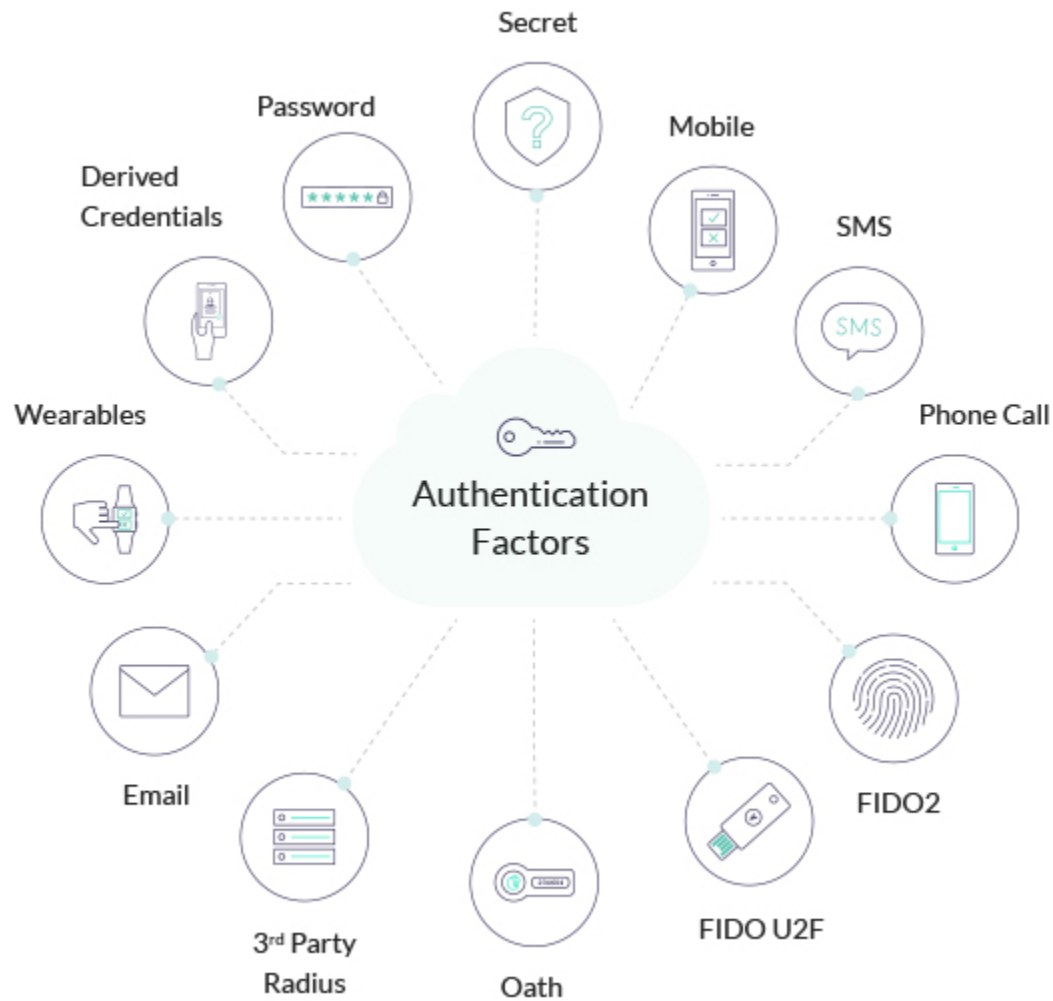 Secret
Password
Mobile
Derived
Credentials
SMS
SMS
Wearables
Phone Call
Authentication
Factors
Email
FIDO2
3rd Party
Radius
FIDO U2F
Oath